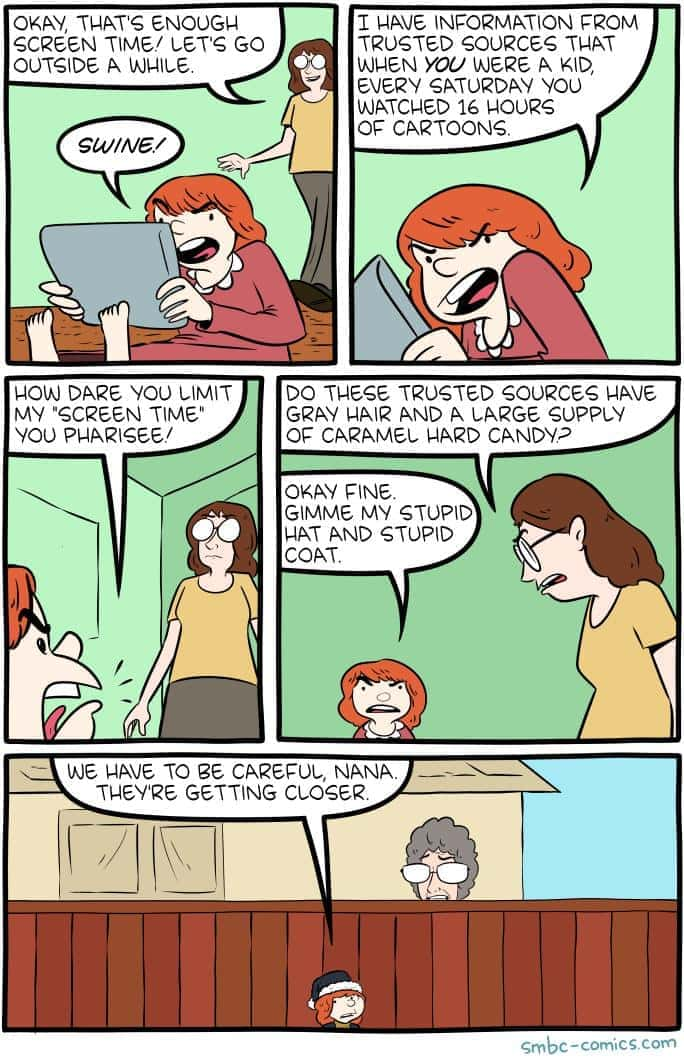 OKAY, THAT'S ENOUGH
SCREEN TIME! LET'S GO
OUTSIDE A WHILE.
SWINE!
I HAVE INFORMATION FROM
TRUSTED SOURCES THAT
WHEN YOU WERE A KID,
EVERY SATURDAY YOU
WATCHED 16 HOURS
OF CARTOONS.
HOW DARE YOU LIMIT
MY "SCREEN TIME"
YOU PHARISEE!
DO THESE TRUSTED SOURCES HAVE
GRAY HAIR AND A LARGE SUPPLY
OF CARAMEL HARD CANDY?
OKAY FINE.
GIMME MY STUPID
HAT AND STUPID
COAT.
WE HAVE TO BE CAREFUL, NANA.
THEY'RE GETTING CLOSER.
smbc-comics.com